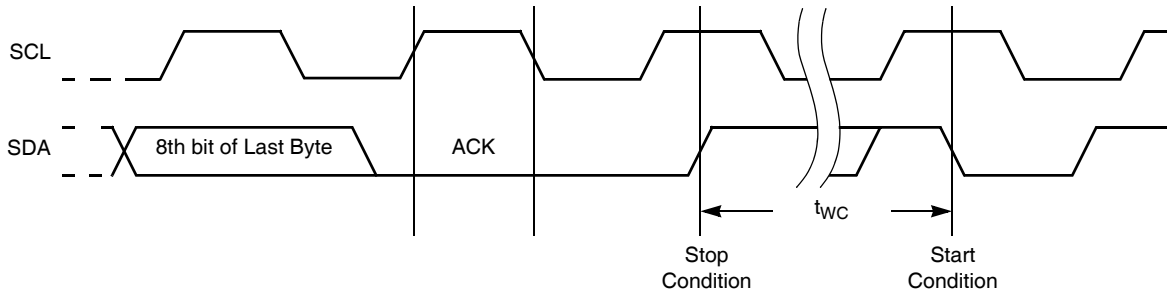 SCL
SDA
8th bit of Last Byte
ACK
tWC
Stop
Condition
Start
Condition